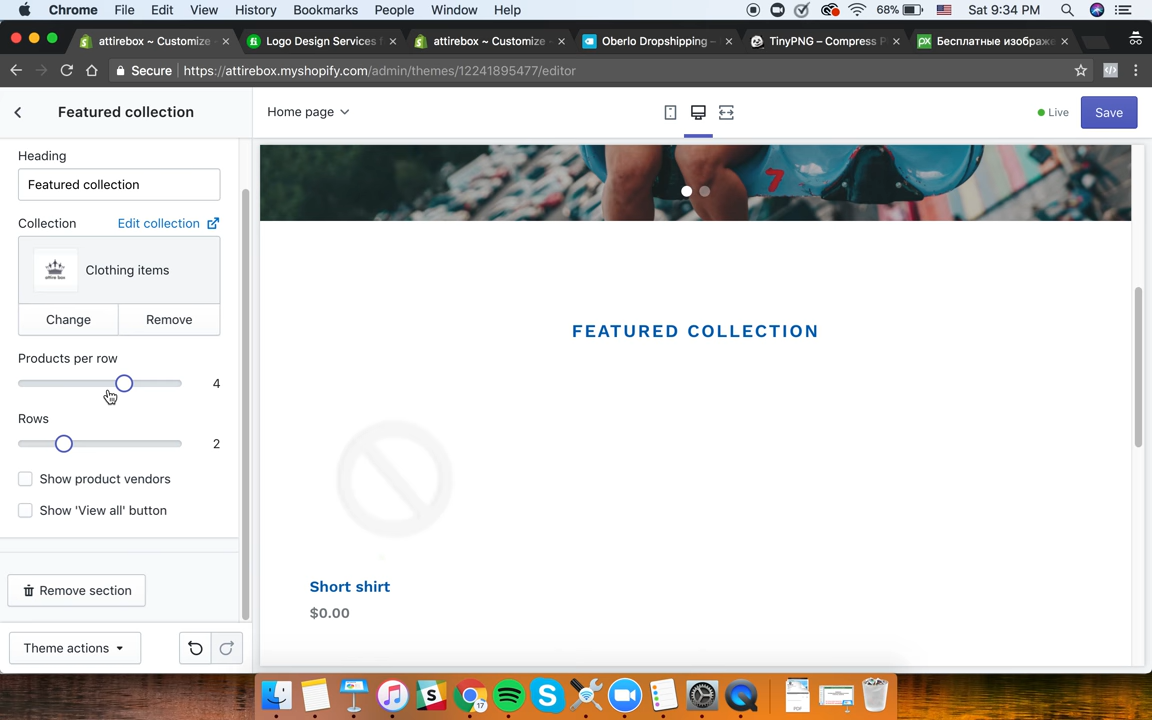 Chrome File Edit View History Bookmarks People Window Help 68% Sat 9:34 PM
attirebox ~ Customize Logo Design Services attirebox ~ Customize Oberlo Dropshipping – TinyPNG – Compress P Бесплатные изображе
Secure https://attirebox.myshopify.com/admin/themes/12241895477/editor
Featured collection
Home page
Live
Save
Heading
Featured collection
Collection Edit collection
Clothing items
Change Remove
Products per row
4
Rows
2
Show product vendors
Show 'View all' button
Remove section
Theme actions
7
FEATURED COLLECTION
Short shirt
$0.00
17